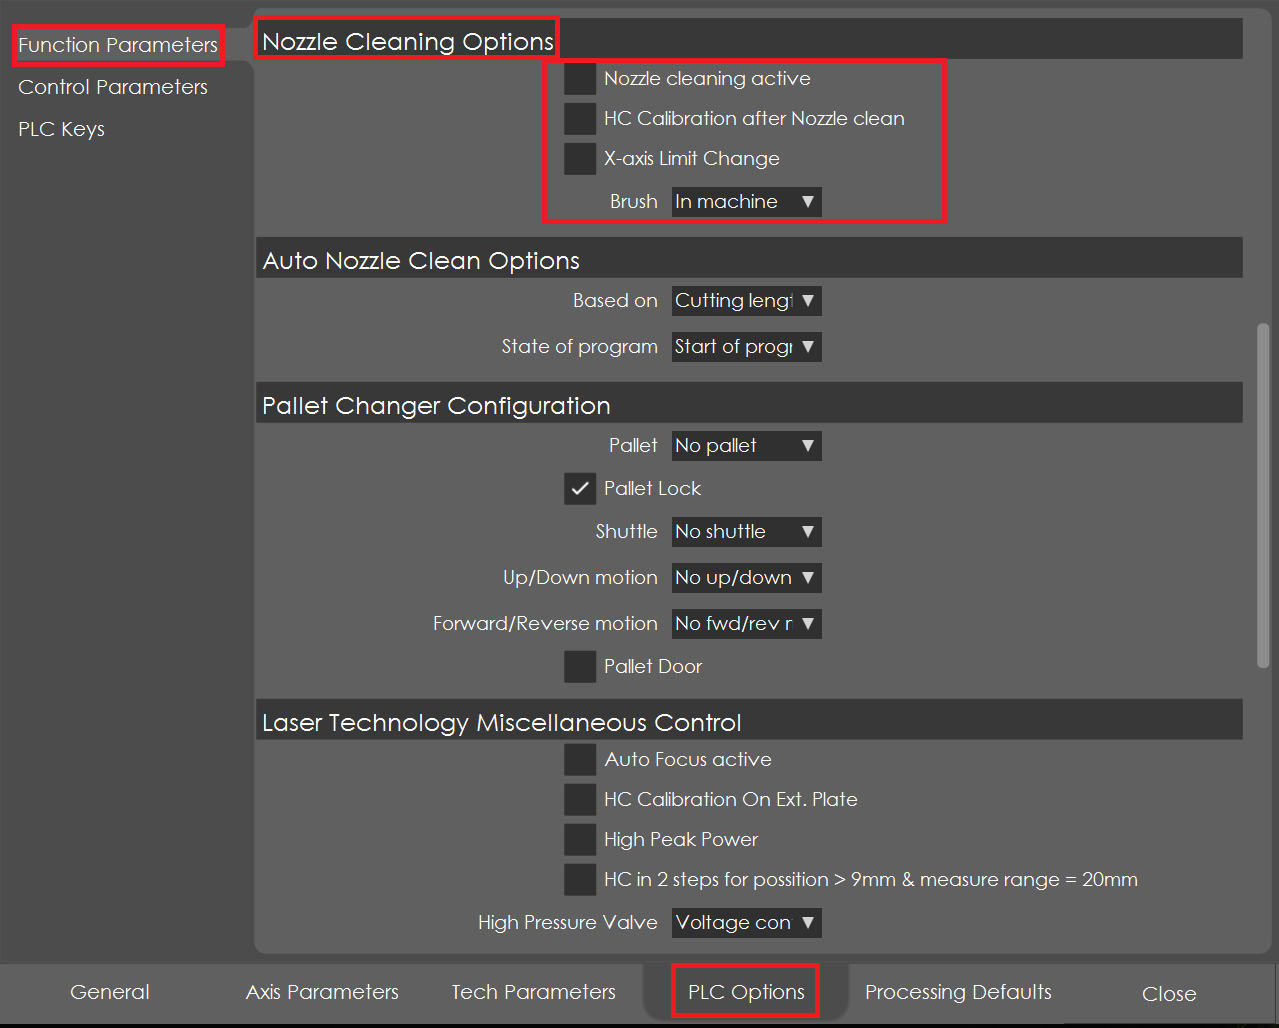 Function Parameters
Control Parameters
PLC Keys
Nozzle Cleaning Options
Nozzle cleaning active
HC Calibration after Nozzle clean
X-axis Limit Change
Brush In machine
Auto Nozzle Clean Options
Based on Cutting lengt
State of program Start of progr
Pallet Changer Configuration
Pallet No pallet
Pallet Lock
Shuttle No shuttle
Up/Down motion No up/down
Forward/Reverse motion No fwd/rev r
Pallet Door
Laser Technology Miscellaneous Control
Auto Focus active
HC Calibration On Ext. Plate
High Peak Power
HC in 2 steps for possition > 9mm & measure range = 20mm
High Pressure Valve Voltage con
General Axis Parameters Tech Parameters PLC Options Processing Defaults Close